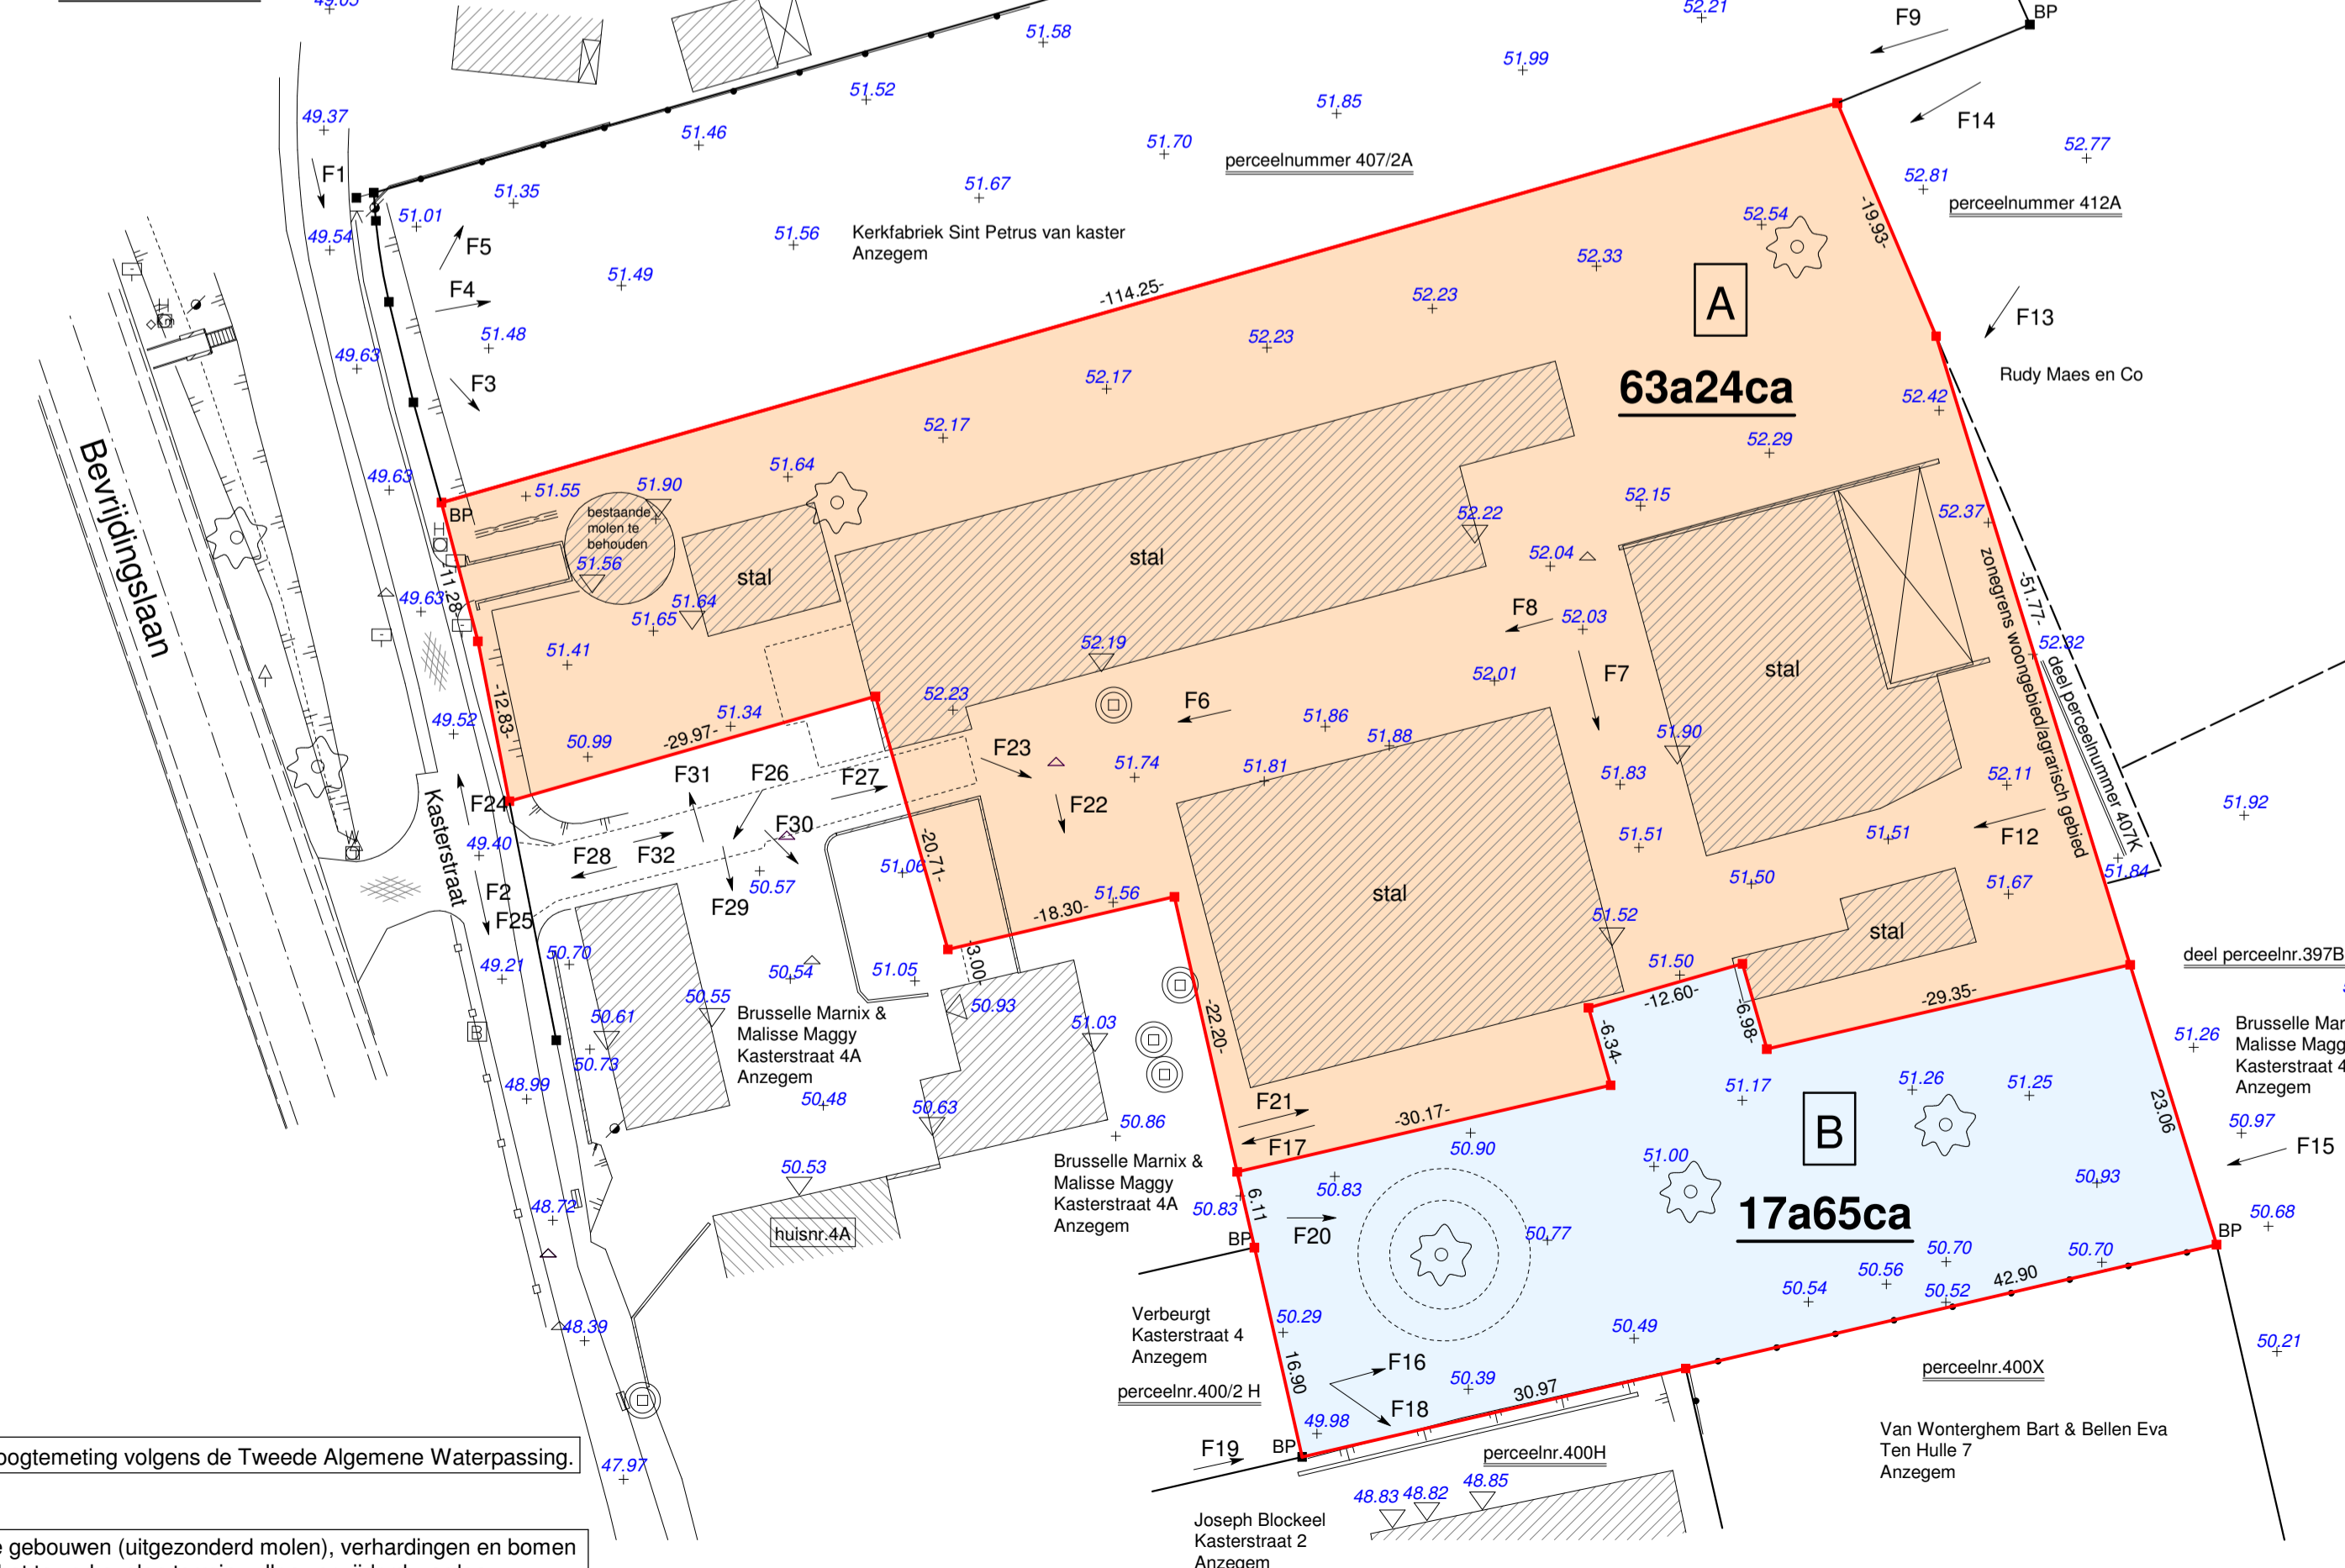 49.05
52.21
F9
BP
51.58
51.99
51.52
51.85
F14
49.37
51.46
51.70
52.77
perceelnummer 407/2A
F1
52.81
51.35
51.67
perceelnummer 412A
51.01
52.54
-19.93-
49.54
51.56
Kerkfabriek Sint Petrus van kaster
Anzegem
F5
52.33
51.49
F4
-114.25-
52.23
A
F13
51.48
52.23
49.63
F3
52.17
63a24ca
Rudy Maes en Co
52.42
52.17
52.29
Bevrijdingslaan
49.63
51.64
51.55
51.90
52.15
BP
bestaande
molen te
behouden
52.22
52.37
51.56
52.04
stal
stal
-11.28-
49.63
51.64
51.65
F8
52.03
-51.77-
zonegrens woongebied/agrarisch gebied
51.41
52.19
52.32
deel perceelnummer 407K
52.01
F7
stal
-12.83-
52.23
F6
49.52
51.34
51.86
-29.97-
51.88
51.90
50.99
F23
51.74
51.81
51.83
52.11
F31
F26
F27
51.92
Kasterstraat
F24
F22
F30
49.40
F32
F28
-20.71-
51.51
51.51
F12
51.06
50.57
51.50
51.67
51.84
F2
F29
51.56
stal
F25
-18.30-
51.52
stal
50.70
-3.00-
49.21
50.54
51.05
51.50
deel perceelnr.397B
50.55
50.93
-12.60-
-6.98-
-29.35-
50.61
Brusselle Marnix &
Malisse Maggy
Kasterstraat 4A
Anzegem
51.03
-22.20-
-6.34-
51.26
B
50.73
48.99
51.17
51.26
51.25
50.48
50.63
F21
-30.17-
B
23.06
50.97
50.86
F17
50.90
F15
50.53
Brusselle Marnix &
Malisse Maggy
Kasterstraat 4A
Anzegem
51.00
50.93
48.72
50.83
6.11
50.83
17a65ca
50.68
huisnr.4A
F20
BP
50.77
BP
50.70
50.70
50.56
42.90
50.54
50.52
Verbeurgt
Kasterstraat 4
Anzegem
50.29
48.39
50.49
50.21
16.90
F16
perceelnr.400X
perceelnr.400/2 H
50.39
30.97
F18
49.98
Van Wonterghem Bart & Bellen Eva
Ten Hulle 7
Anzegem
F19
BP
perceelnr.400H
oogtemeting volgens de Tweede Algemene Waterpassing.
47.97
48.83
48.82
48.85
Joseph Blockeel
Kasterstraat 2
Anzegem
gebouwen (uitgezonderd molen), verhardingen en bomen